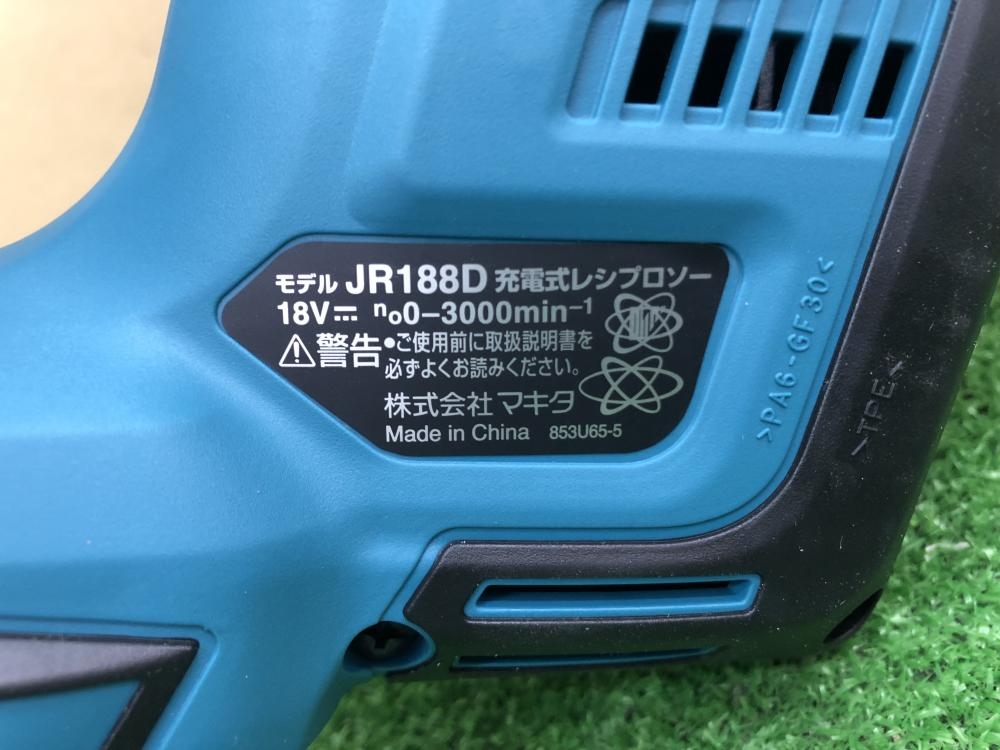 モデル JR188D 充電式レシプロソー
18V⎓ n₀0-3000min⁻¹
⚠警告 •ご使用前に取扱説明書を
必ずよくお読みください。
株式会社 マキタ
Made in China 853U65-5
>PA6-GF30<
>TPE<